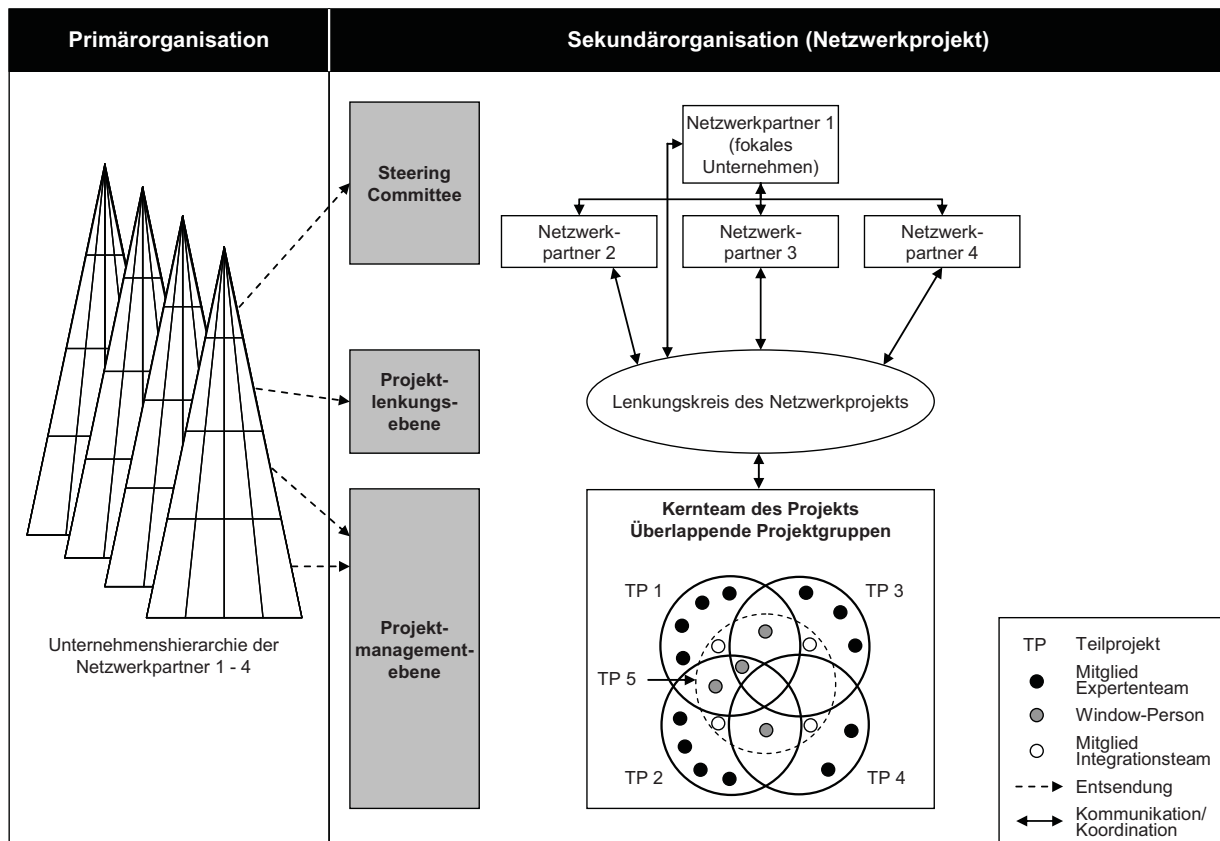 Primärorganisation
Sekundärorganisation (Netzwerkprojekt)
Unternehmenshierarchie der
Netzwerkpartner 1 - 4
Steering
Committee
Projekt-
lenkungs-
ebene
Projekt-
management-
ebene
Netzwerkpartner 1
(fokales
Unternehmen)
Netzwerk-
partner 2
Netzwerk-
partner 3
Netzwerk-
partner 4
Lenkungskreis des Netzwerkprojekts
Kernteam des Projekts
Überlappende Projektgruppen
TP 1
TP 3
TP 5
TP 2
TP 4
TP Teilprojekt
Mitglied
Expertenteam
Window-Person
Mitglied
Integrationsteam
Entsendung
Kommunikation/
Koordination